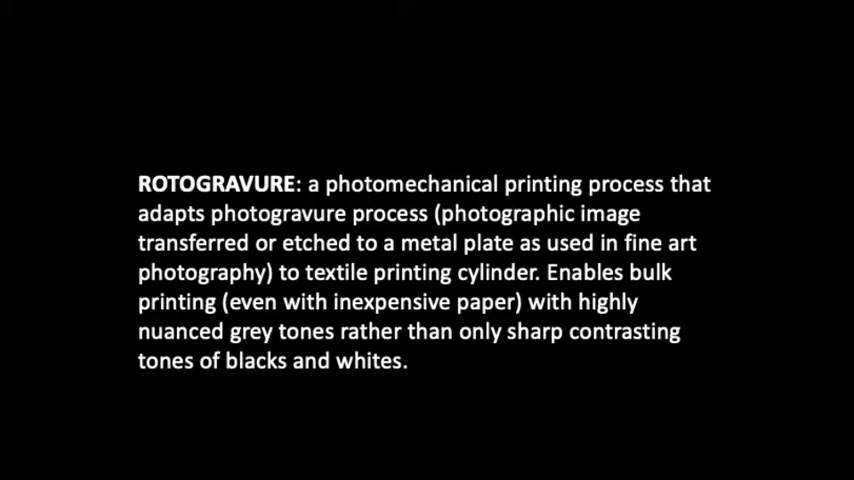 ROTOGRAVURE: a photomechanical printing process that
adapts photogravure process (photographic image
transferred or etched to a metal plate as used in fine art
photography) to textile printing cylinder. Enables bulk
printing (even with inexpensive paper) with highly
nuanced grey tones rather than only sharp contrasting
tones of blacks and whites.